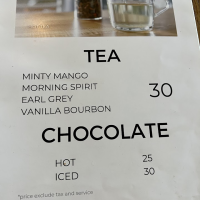 TEA
MINTY MANGO
MORNING SPIRIT
EARL GREY
VANILLA BOURBON
30
CHOCOLATE
HOT 25
ICED 30
*price exclude tax and service